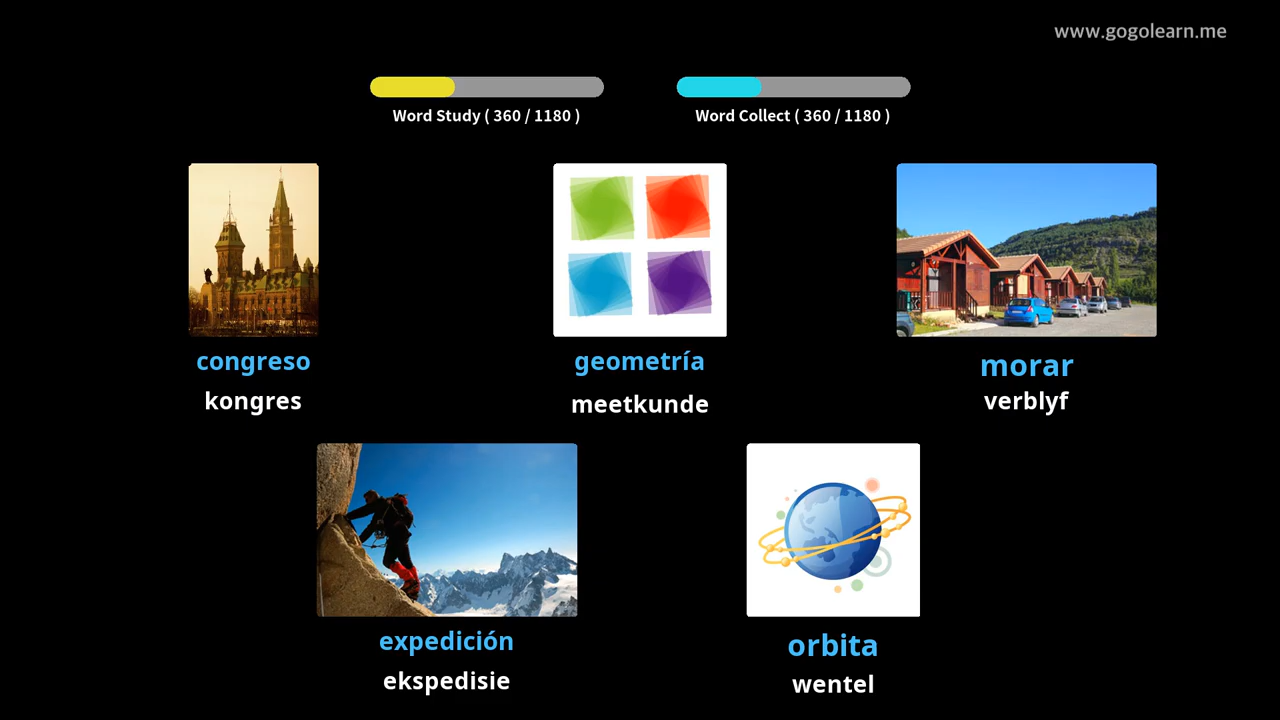 www.gogolearn.me
Word Study ( 360 / 1180 )
Word Collect ( 360 / 1180 )
congreso
kongres
geometría
meetkunde
morar
verblyf
expedición
ekspedisie
orbita
wentel